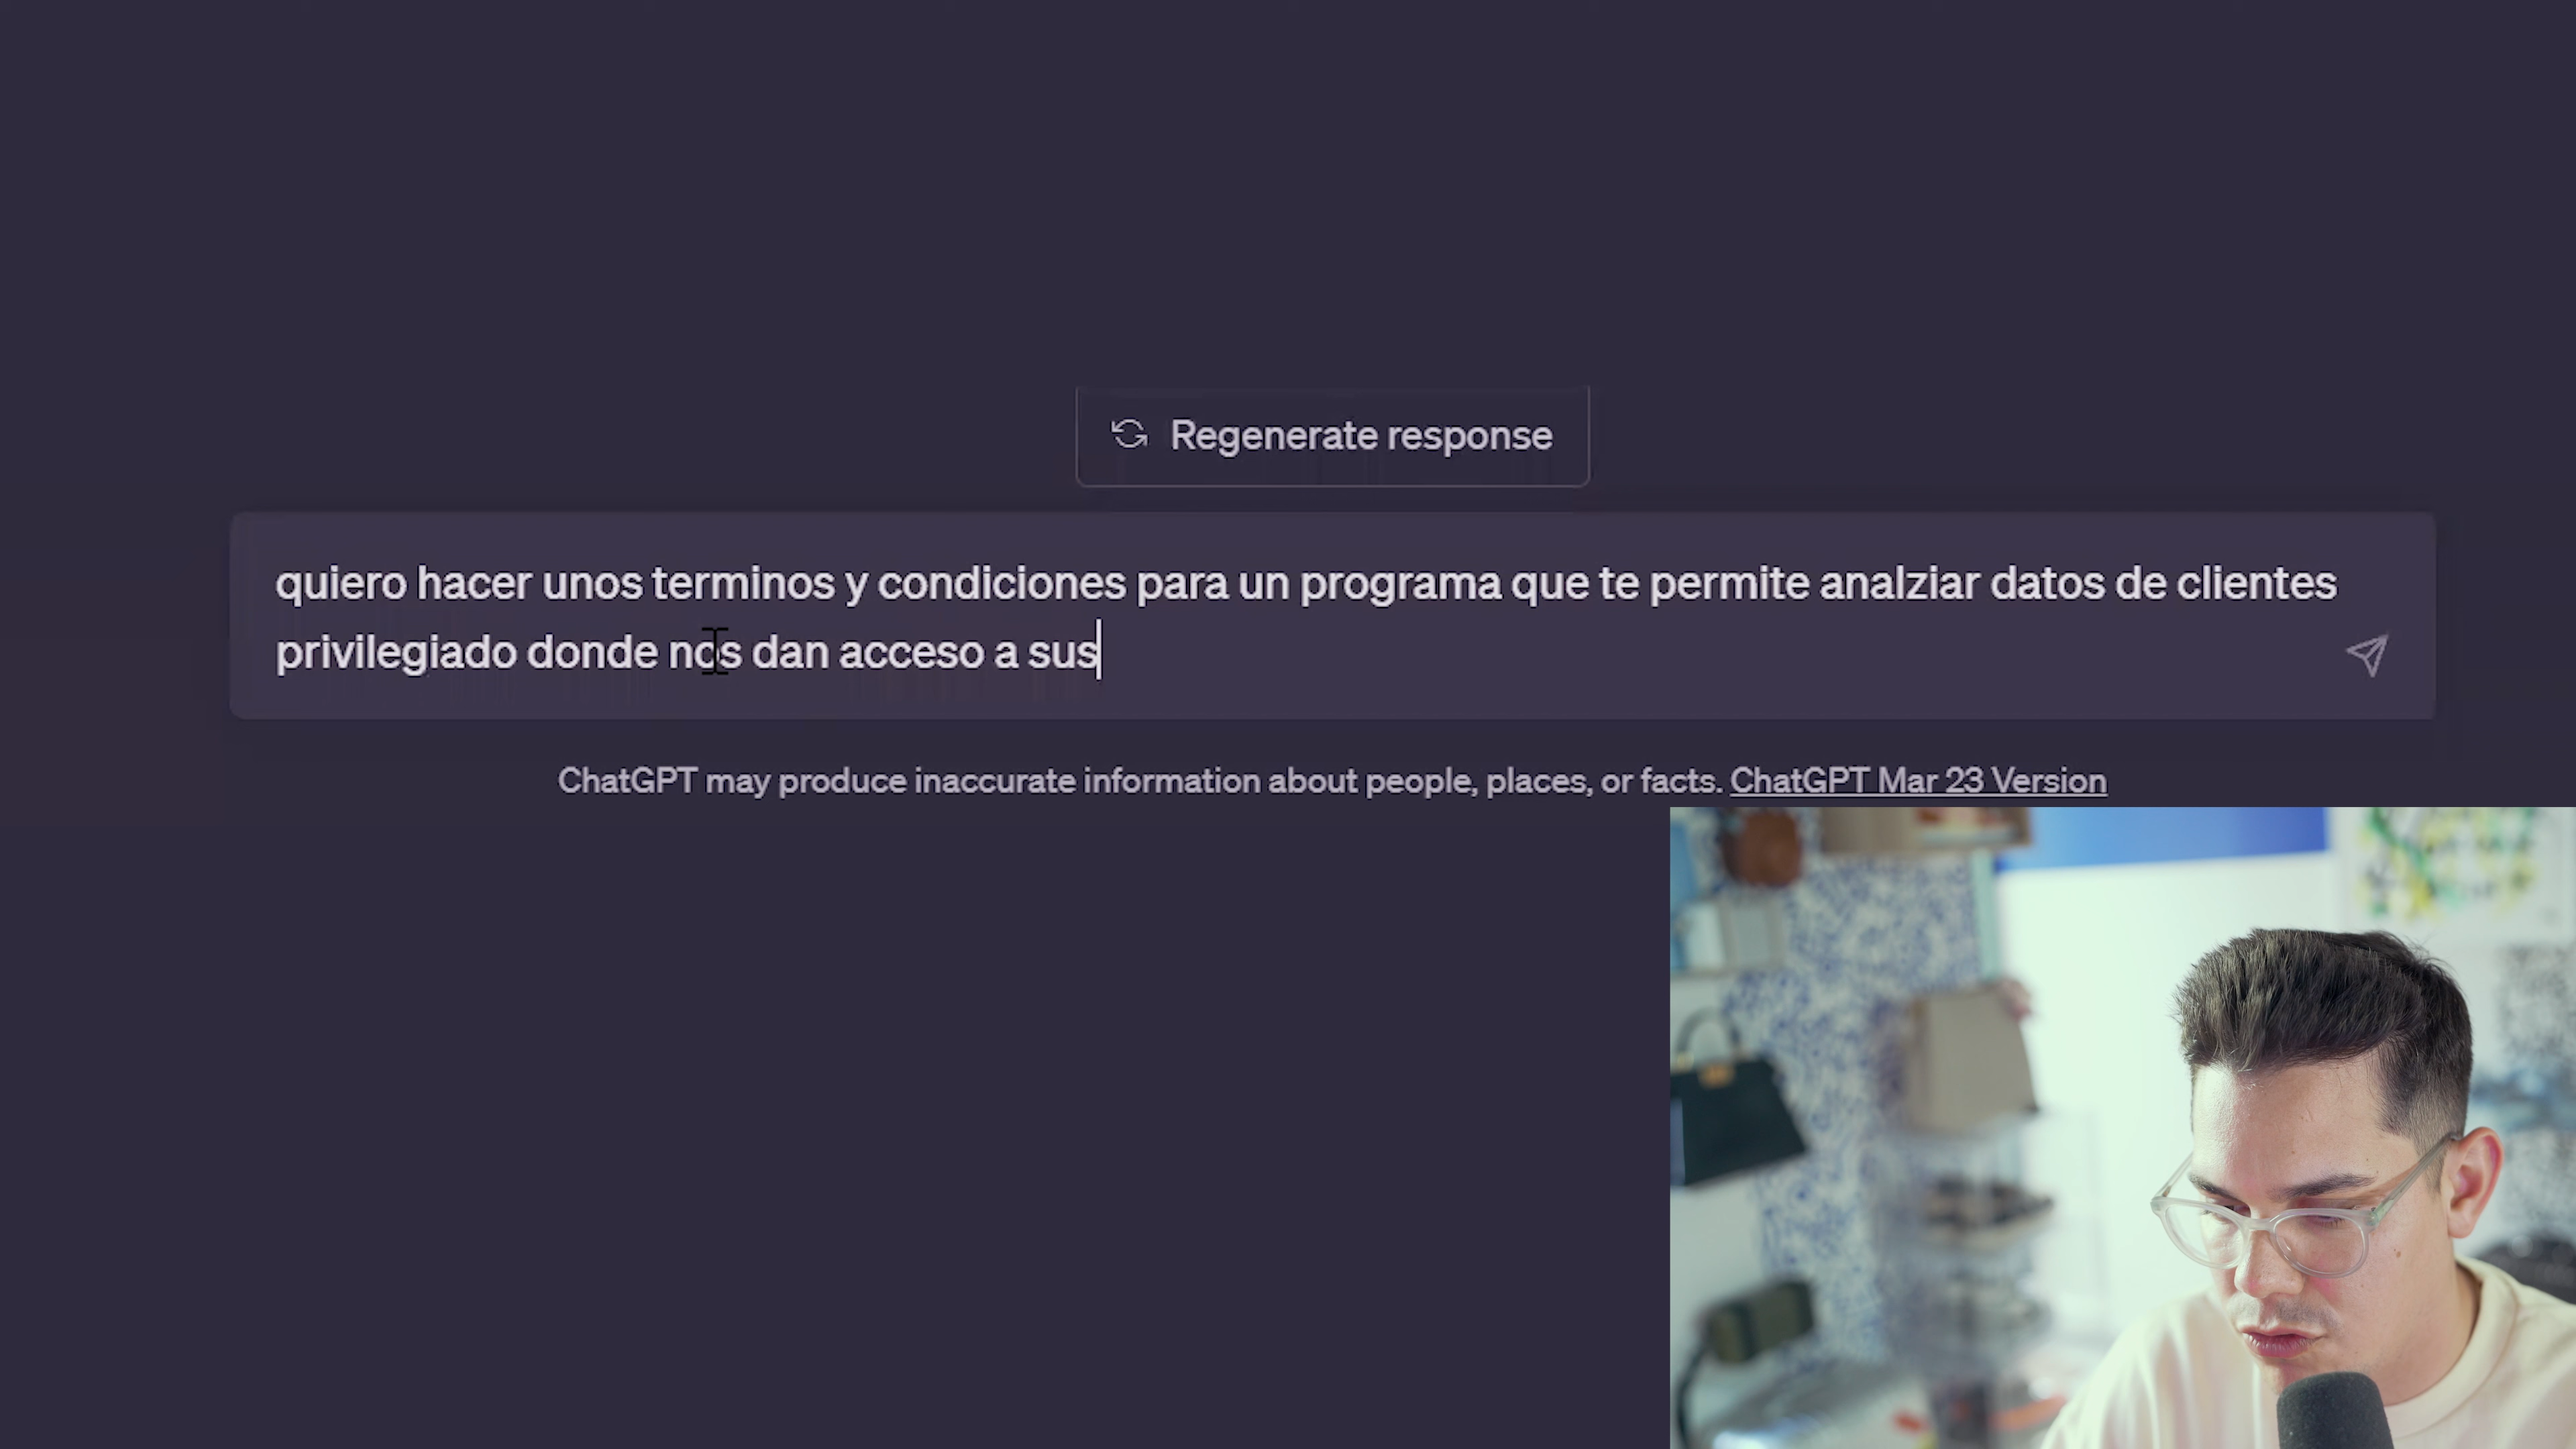 Regenerate response
quiero hacer unos terminos y condiciones para un programa que te permite analziar datos de clientes
privilegiado donde nos dan acceso a sus
ChatGPT may produce inaccurate information about people, places, or facts. ChatGPT Mar 23 Version